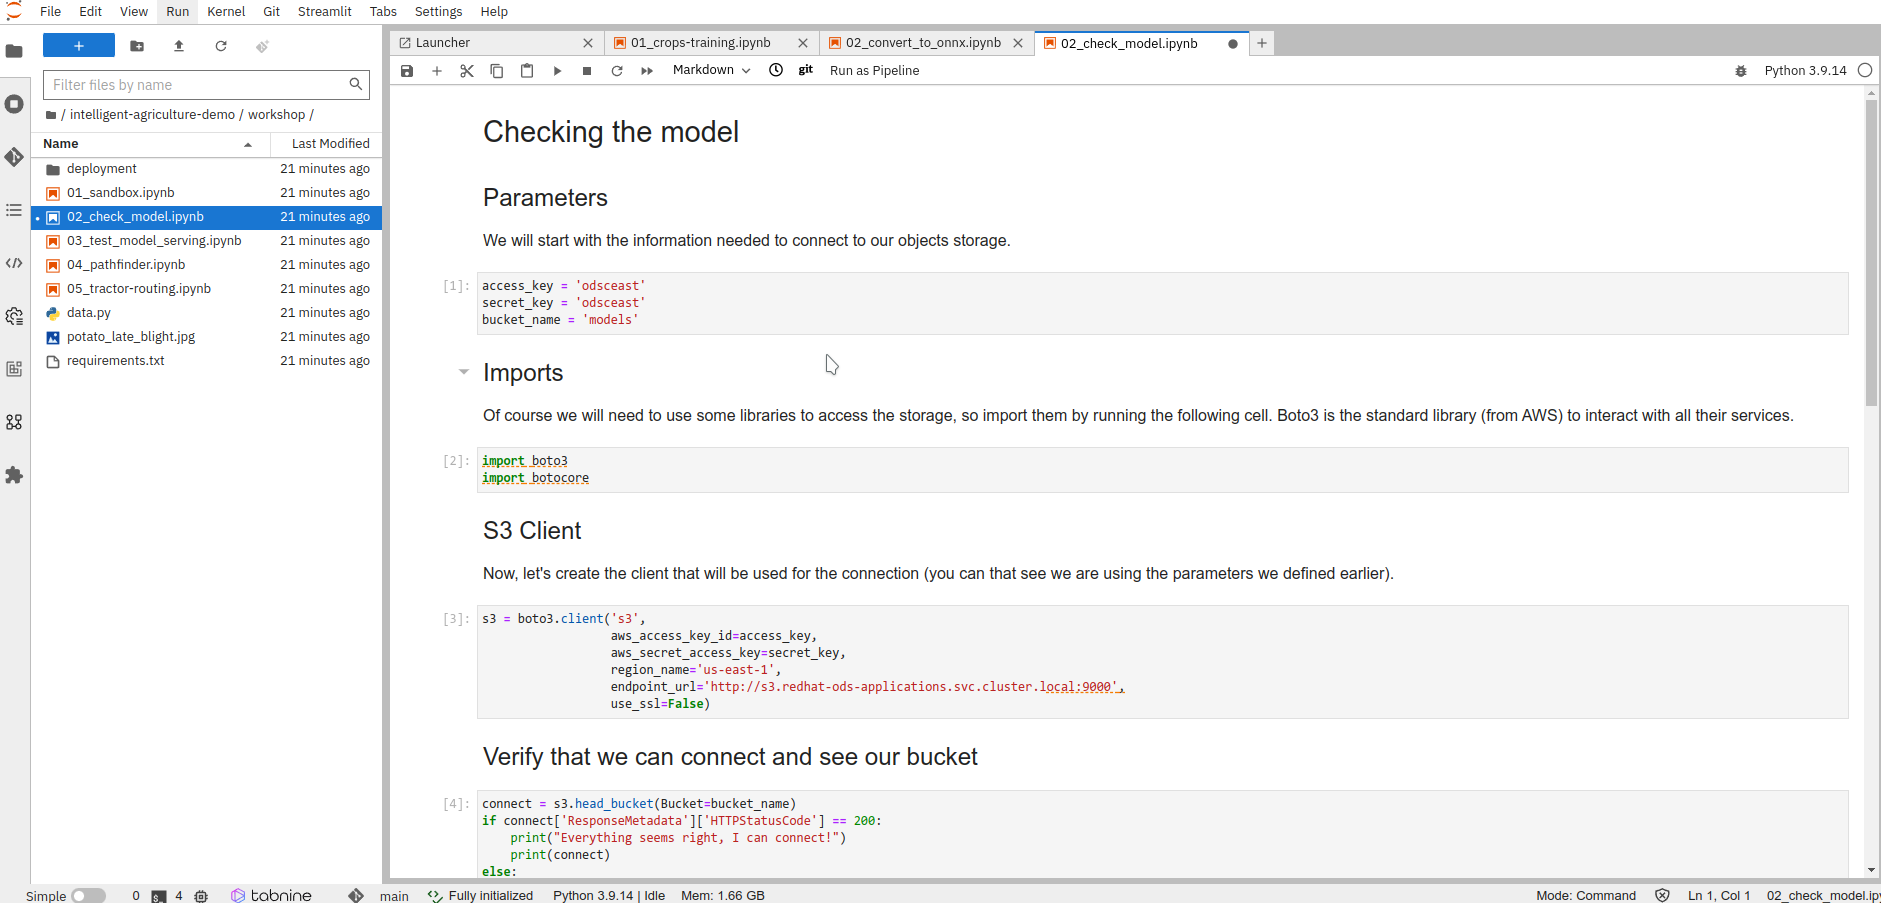 File Edit View Run Kernel Git Streamlit Tabs Settings Help
Launcher 01_crops-training.ipynb 02_convert_to_onnx.ipynb 02_check_model.ipynb
Markdown git Run as Pipeline Python 3.9.14
Filter files by name
/ intelligent-agriculture-demo / workshop /
Name Last Modified
deployment 21 minutes ago
01_sandbox.ipynb 21 minutes ago
02_check_model.ipynb 21 minutes ago
03_test_model_serving.ipynb 21 minutes ago
04_pathfinder.ipynb 21 minutes ago
05_tractor-routing.ipynb 21 minutes ago
data.py 21 minutes ago
potato_late_blight.jpg 21 minutes ago
requirements.txt 21 minutes ago
Checking the model
Parameters
We will start with the information needed to connect to our objects storage.
[1]: access_key = 'odsceast'
secret_key = 'odsceast'
bucket_name = 'models'
Imports
Of course we will need to use some libraries to access the storage, so import them by running the following cell. Boto3 is the standard library (from AWS) to interact with all their services.
[2]: import boto3
import botocore
S3 Client
Now, let's create the client that will be used for the connection (you can that see we are using the parameters we defined earlier).
[3]: s3 = boto3.client('s3',
aws_access_key_id=access_key,
aws_secret_access_key=secret_key,
region_name='us-east-1',
endpoint_url='http://s3.redhat-ods-applications.svc.cluster.local:9000',
use_ssl=False)
Verify that we can connect and see our bucket
[4]: connect = s3.head_bucket(Bucket=bucket_name)
if connect['ResponseMetadata']['HTTPStatusCode'] == 200:
print("Everything seems right, I can connect!")
print(connect)
else:
Simple 0 4 tabnine main Fully initialized Python 3.9.14 | Idle Mem: 1.66 GB Mode: Command Ln 1, Col 1 02_check_model.ipy